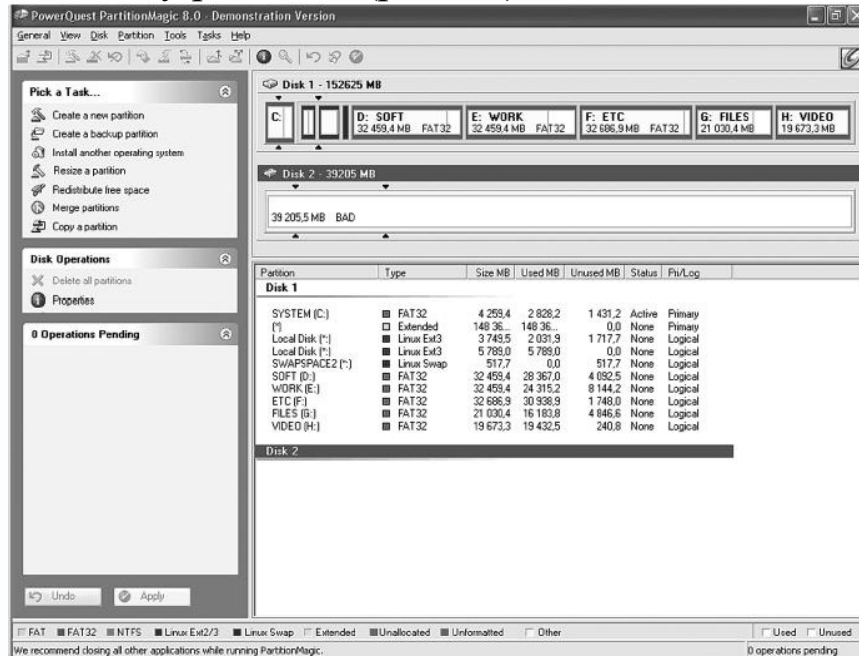 PowerQuest PartitionMagic 8.0 - Demonstration Version
General View Disk Partition Tools Tasks Help
Pick a Task...
Create a new partition
Create a backup partition
Install another operating system
Resize a partition
Redistribute free space
Merge partitions
Copy a partition
Disk Operations
Delete all partitions
Properties
0 Operations Pending
Undo Apply
Disk 1 - 152625 MB
C: D: SOFT E: WORK F: ETC G: FILES H: VIDEO
32 459,4 MB FAT32 32 459,4 MB FAT32 32 686,9 MB FAT32 21 030,4 MB 19 673,3 MB
Disk 2 - 39205 MB
39 205,5 MB BAD
Partition Type Size MB Used MB Unused MB Status Pri/Log
Disk 1
SYSTEM (C:) FAT32 4 259,4 2 828,2 1 431,2 Active Primary
(*) Extended 148 36... 148 36... 0,0 None Primary
Local Disk (*:) Linux Ext3 3 749,5 2 031,9 1 717,7 None Logical
Local Disk (*:) Linux Ext3 5 789,0 5 789,0 0,0 None Logical
SWAPSPACE2 (*:) Linux Swap 517,7 0,0 517,7 None Logical
SOFT (D:) FAT32 32 459,4 28 367,0 4 092,5 None Logical
WORK (E:) FAT32 32 459,4 24 315,2 8 144,2 None Logical
ETC (F:) FAT32 32 686,9 30 938,9 1 748,0 None Logical
FILES (G:) FAT32 21 030,4 16 183,8 4 846,6 None Logical
VIDEO (H:) FAT32 19 673,3 19 432,5 240,8 None Logical
Disk 2
FAT FAT32 NTFS Linux Ext2/3 Linux Swap Extended Unallocated Unformatted Other Used Unused
We recommend closing all other applications while running PartitionMagic. 0 operations pending